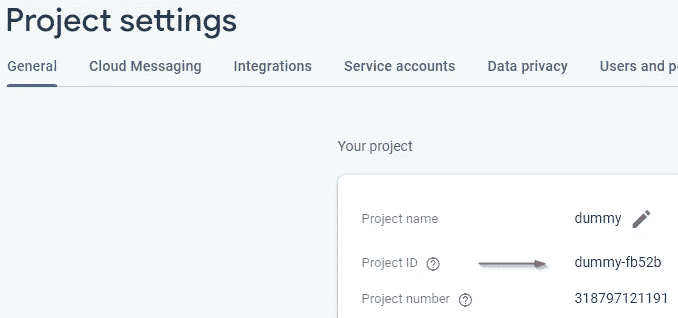 Project settings
General Cloud Messaging Integrations Service accounts Data privacy Users and pe
Your project
Project name dummy
Project ID ? dummy-fb52b
Project number ? 318797121191